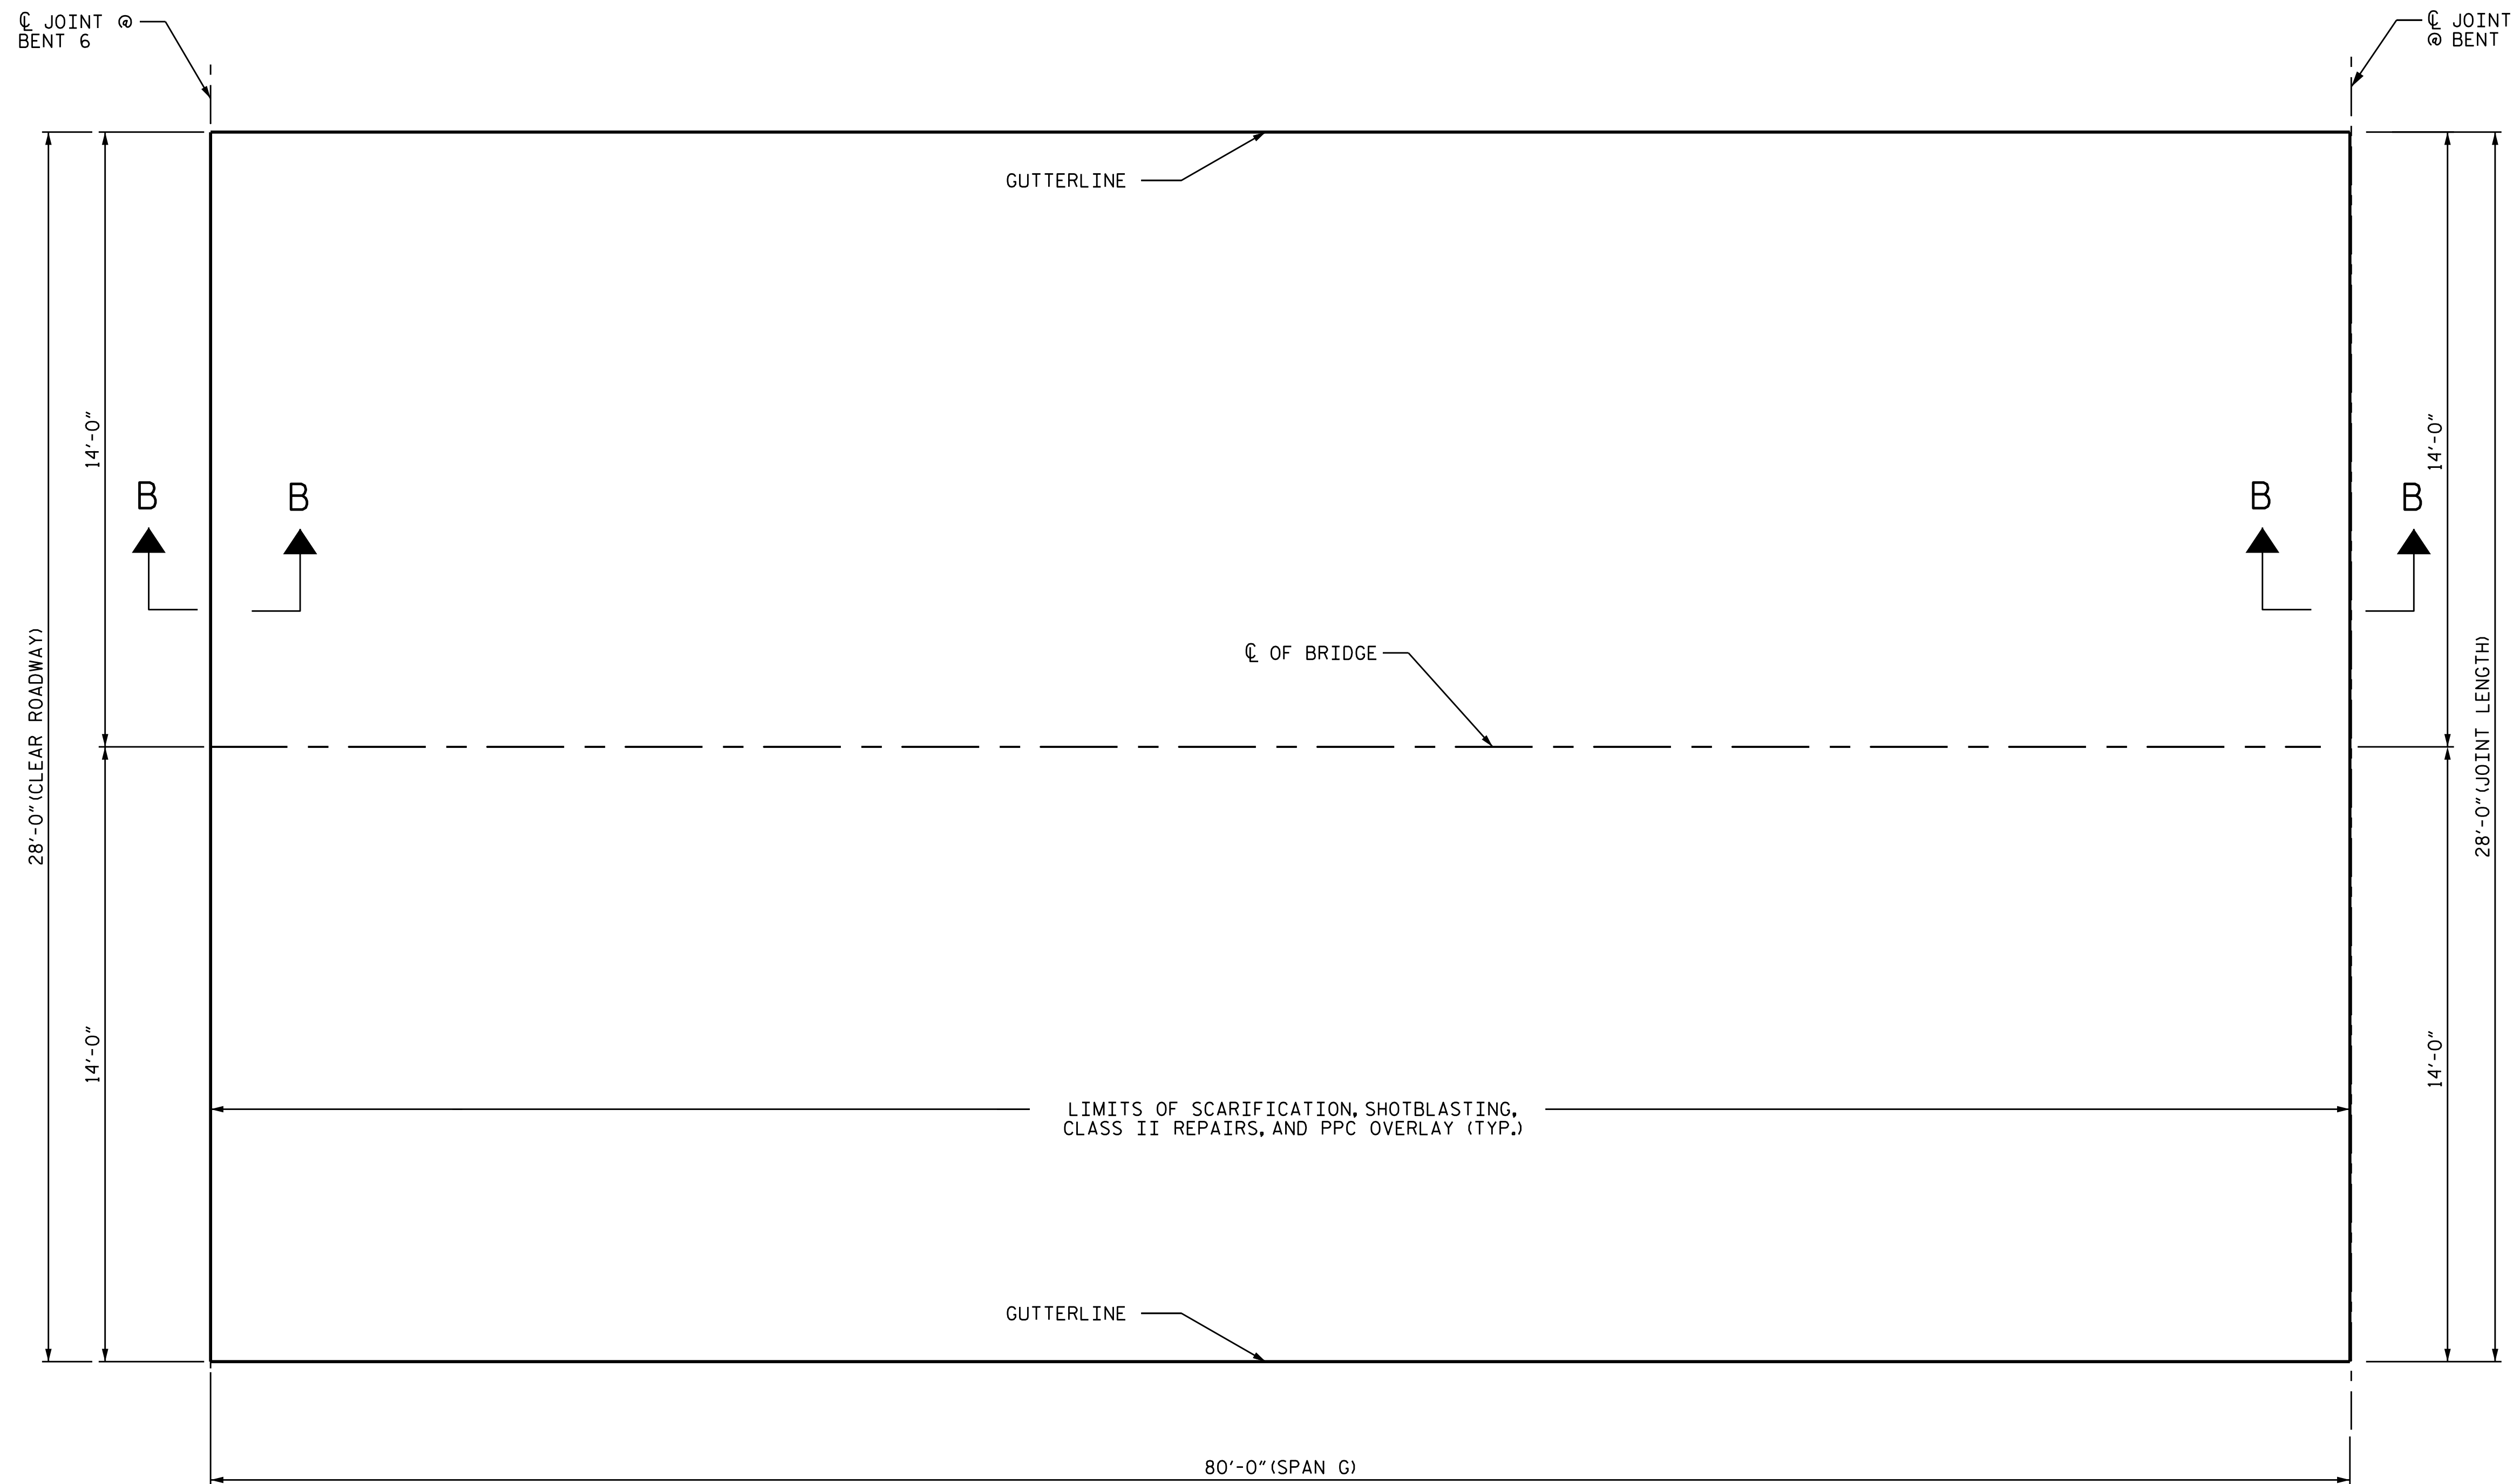 ℄ JOINT @
BENT 6
℄ JOINT
@ BENT
GUTTERLINE
14'-0"
14'-0"
B
B
B
B
28'-0" (CLEAR ROADWAY)
℄ OF BRIDGE
28'-0" (JOINT LENGTH)
14'-0"
14'-0"
LIMITS OF SCARIFICATION, SHOTBLASTING,
CLASS II REPAIRS, AND PPC OVERLAY (TYP.)
GUTTERLINE
80'-0" (SPAN G)